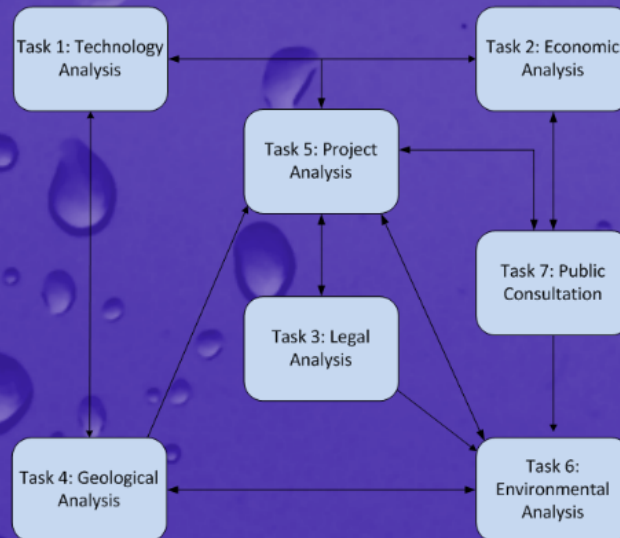 Task 1: Technology
Analysis
Task 2: Economic
Analysis
Task 5: Project
Analysis
Task 7: Public
Consultation
Task 3: Legal
Analysis
Task 4: Geological
Analysis
Task 6:
Environmental
Analysis